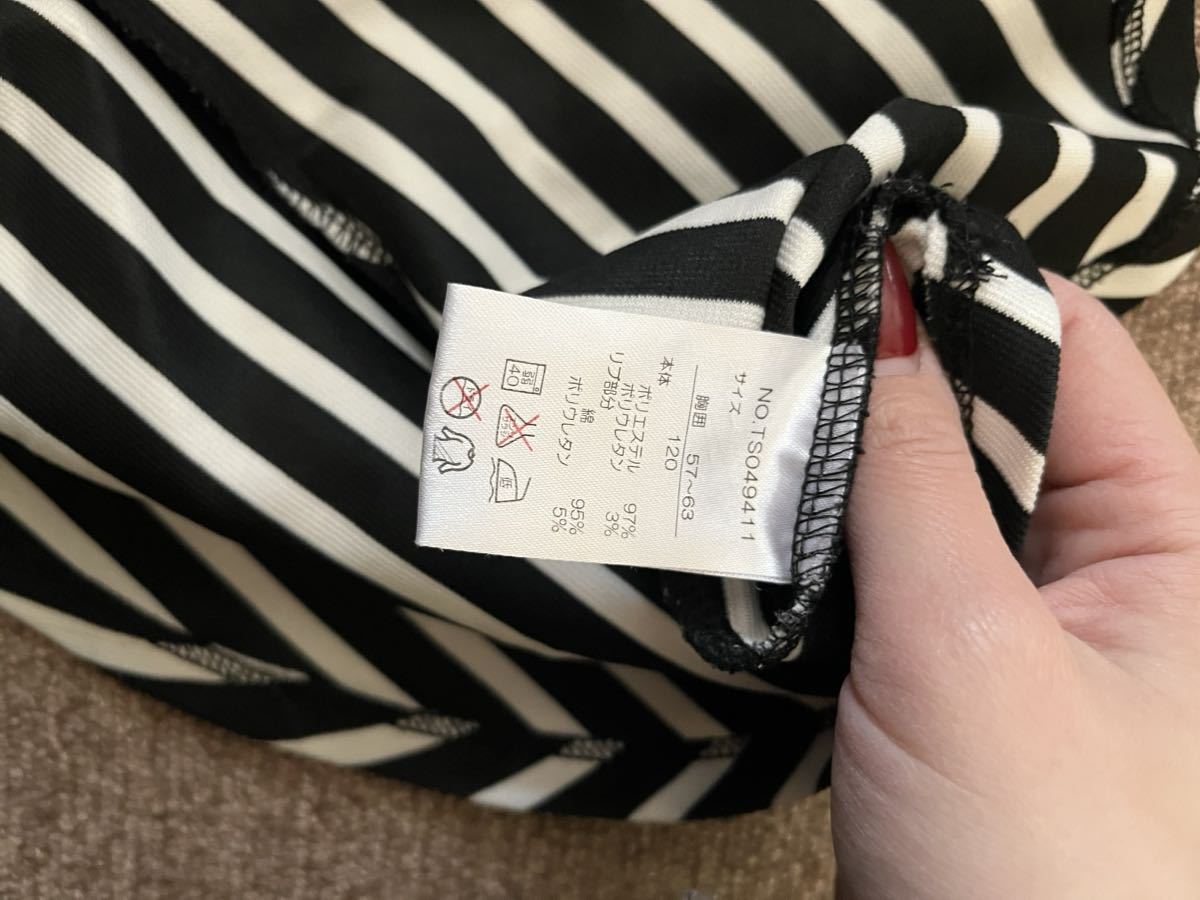 NO.TS049411
サイズ
胸囲 57~63
120
本体
ポリエステル 97%
ポリウレタン 3%
リブ部分
綿 95%
ポリウレタン 5%
弱
40
低